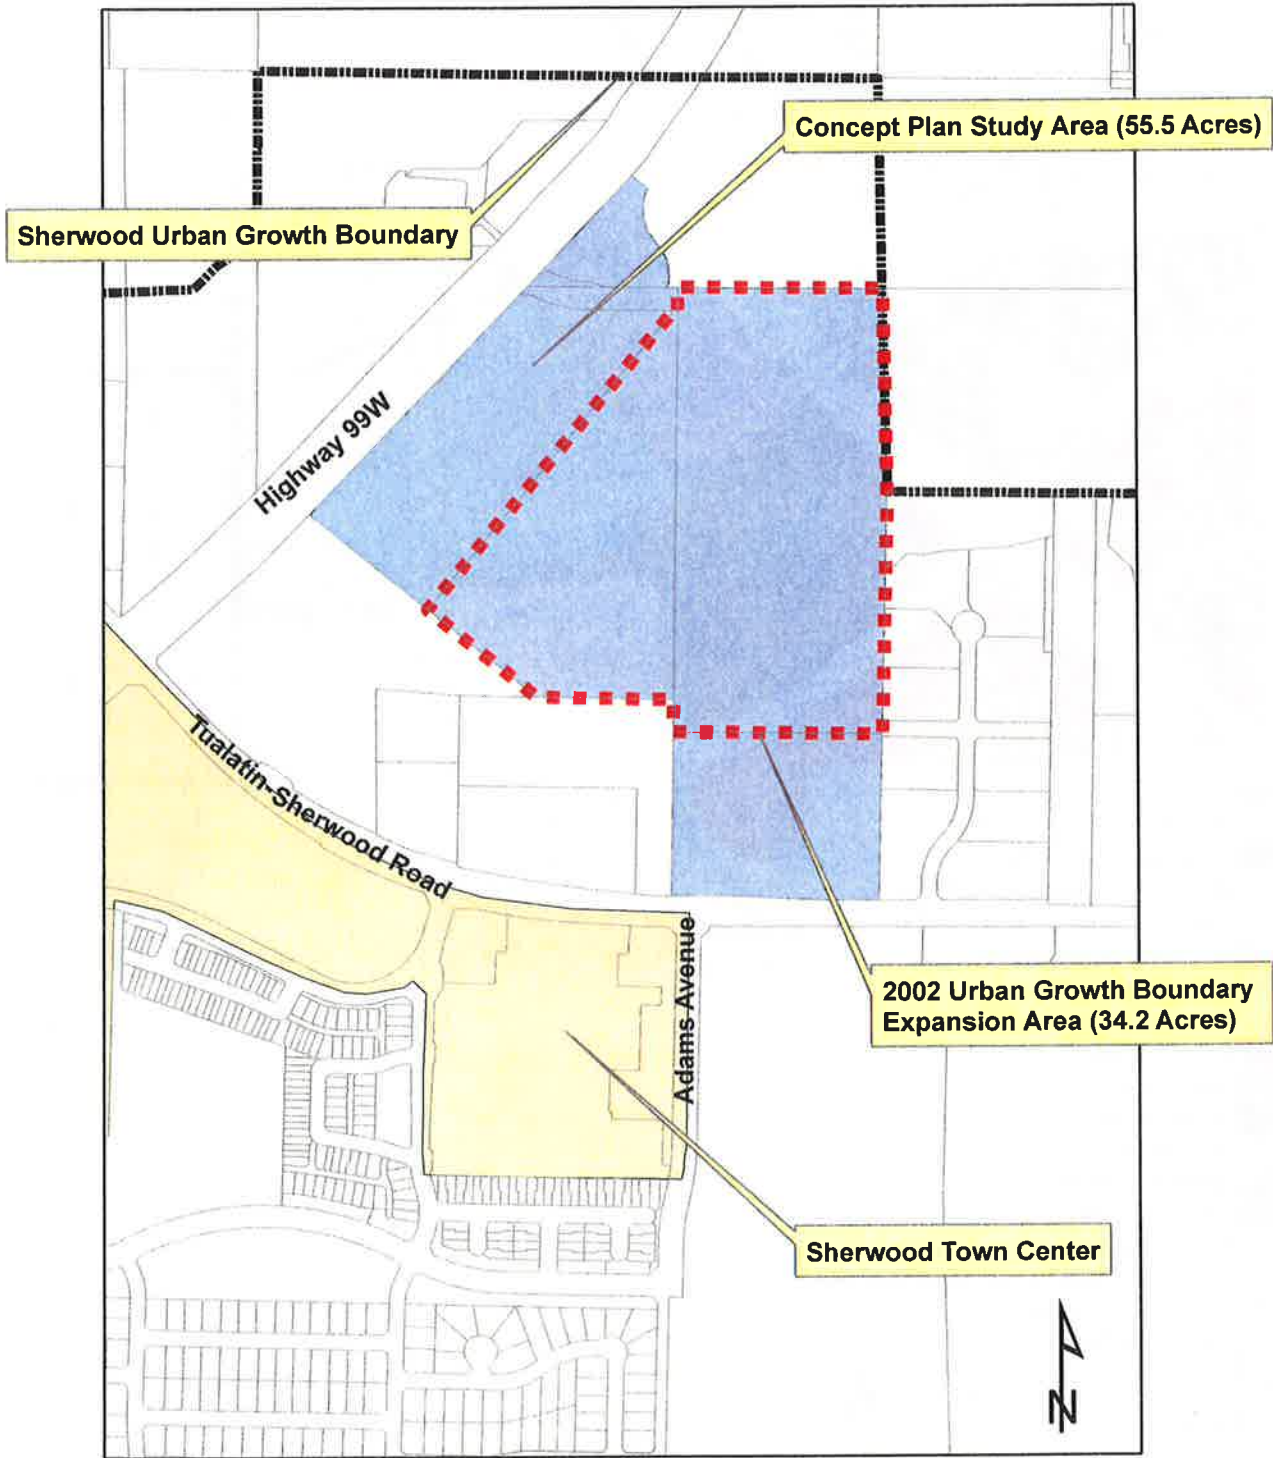 Concept Plan Study Area (55.5 Acres)
Sherwood Urban Growth Boundary
Highway 99W
Tualatin-Sherwood Road
Adams Avenue
2002 Urban Growth Boundary
Expansion Area (34.2 Acres)
Sherwood Town Center
N